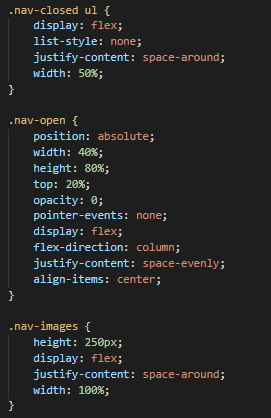 .nav-closed ul {
    display: flex;
    list-style: none;
    justify-content: space-around;
    width: 50%;
}

.nav-open {
    position: absolute;
    width: 40%;
    height: 80%;
    top: 20%;
    opacity: 0;
    pointer-events: none;
    display: flex;
    flex-direction: column;
    justify-content: space-evenly;
    align-items: center;
}

.nav-images {
    height: 250px;
    display: flex;
    justify-content: space-around;
    width: 100%;
}